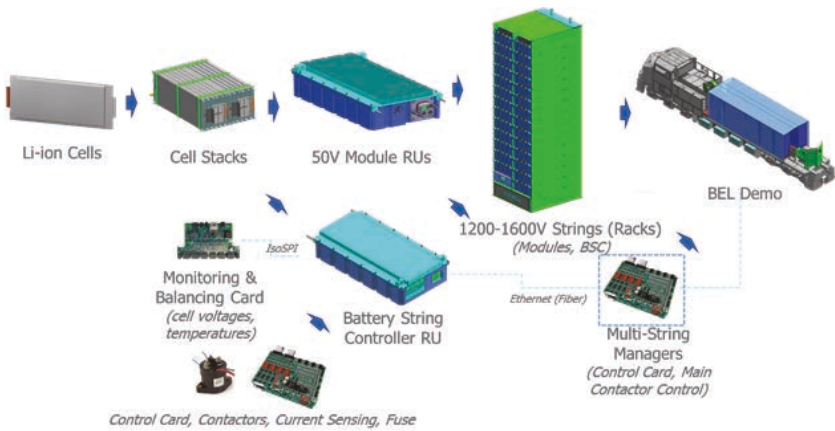 Li-ion Cells
Cell Stacks
50V Module RUs
BEL Demo
1200-1600V Strings (Racks)
(Modules, BSC)
IsoSPI
Monitoring &
Balancing Card
(cell voltages,
temperatures)
Battery String
Controller RU
Ethernet (Fiber)
Multi-String
Managers
(Control Card, Main
Contactor Control)
Control Card, Contactors, Current Sensing, Fuse